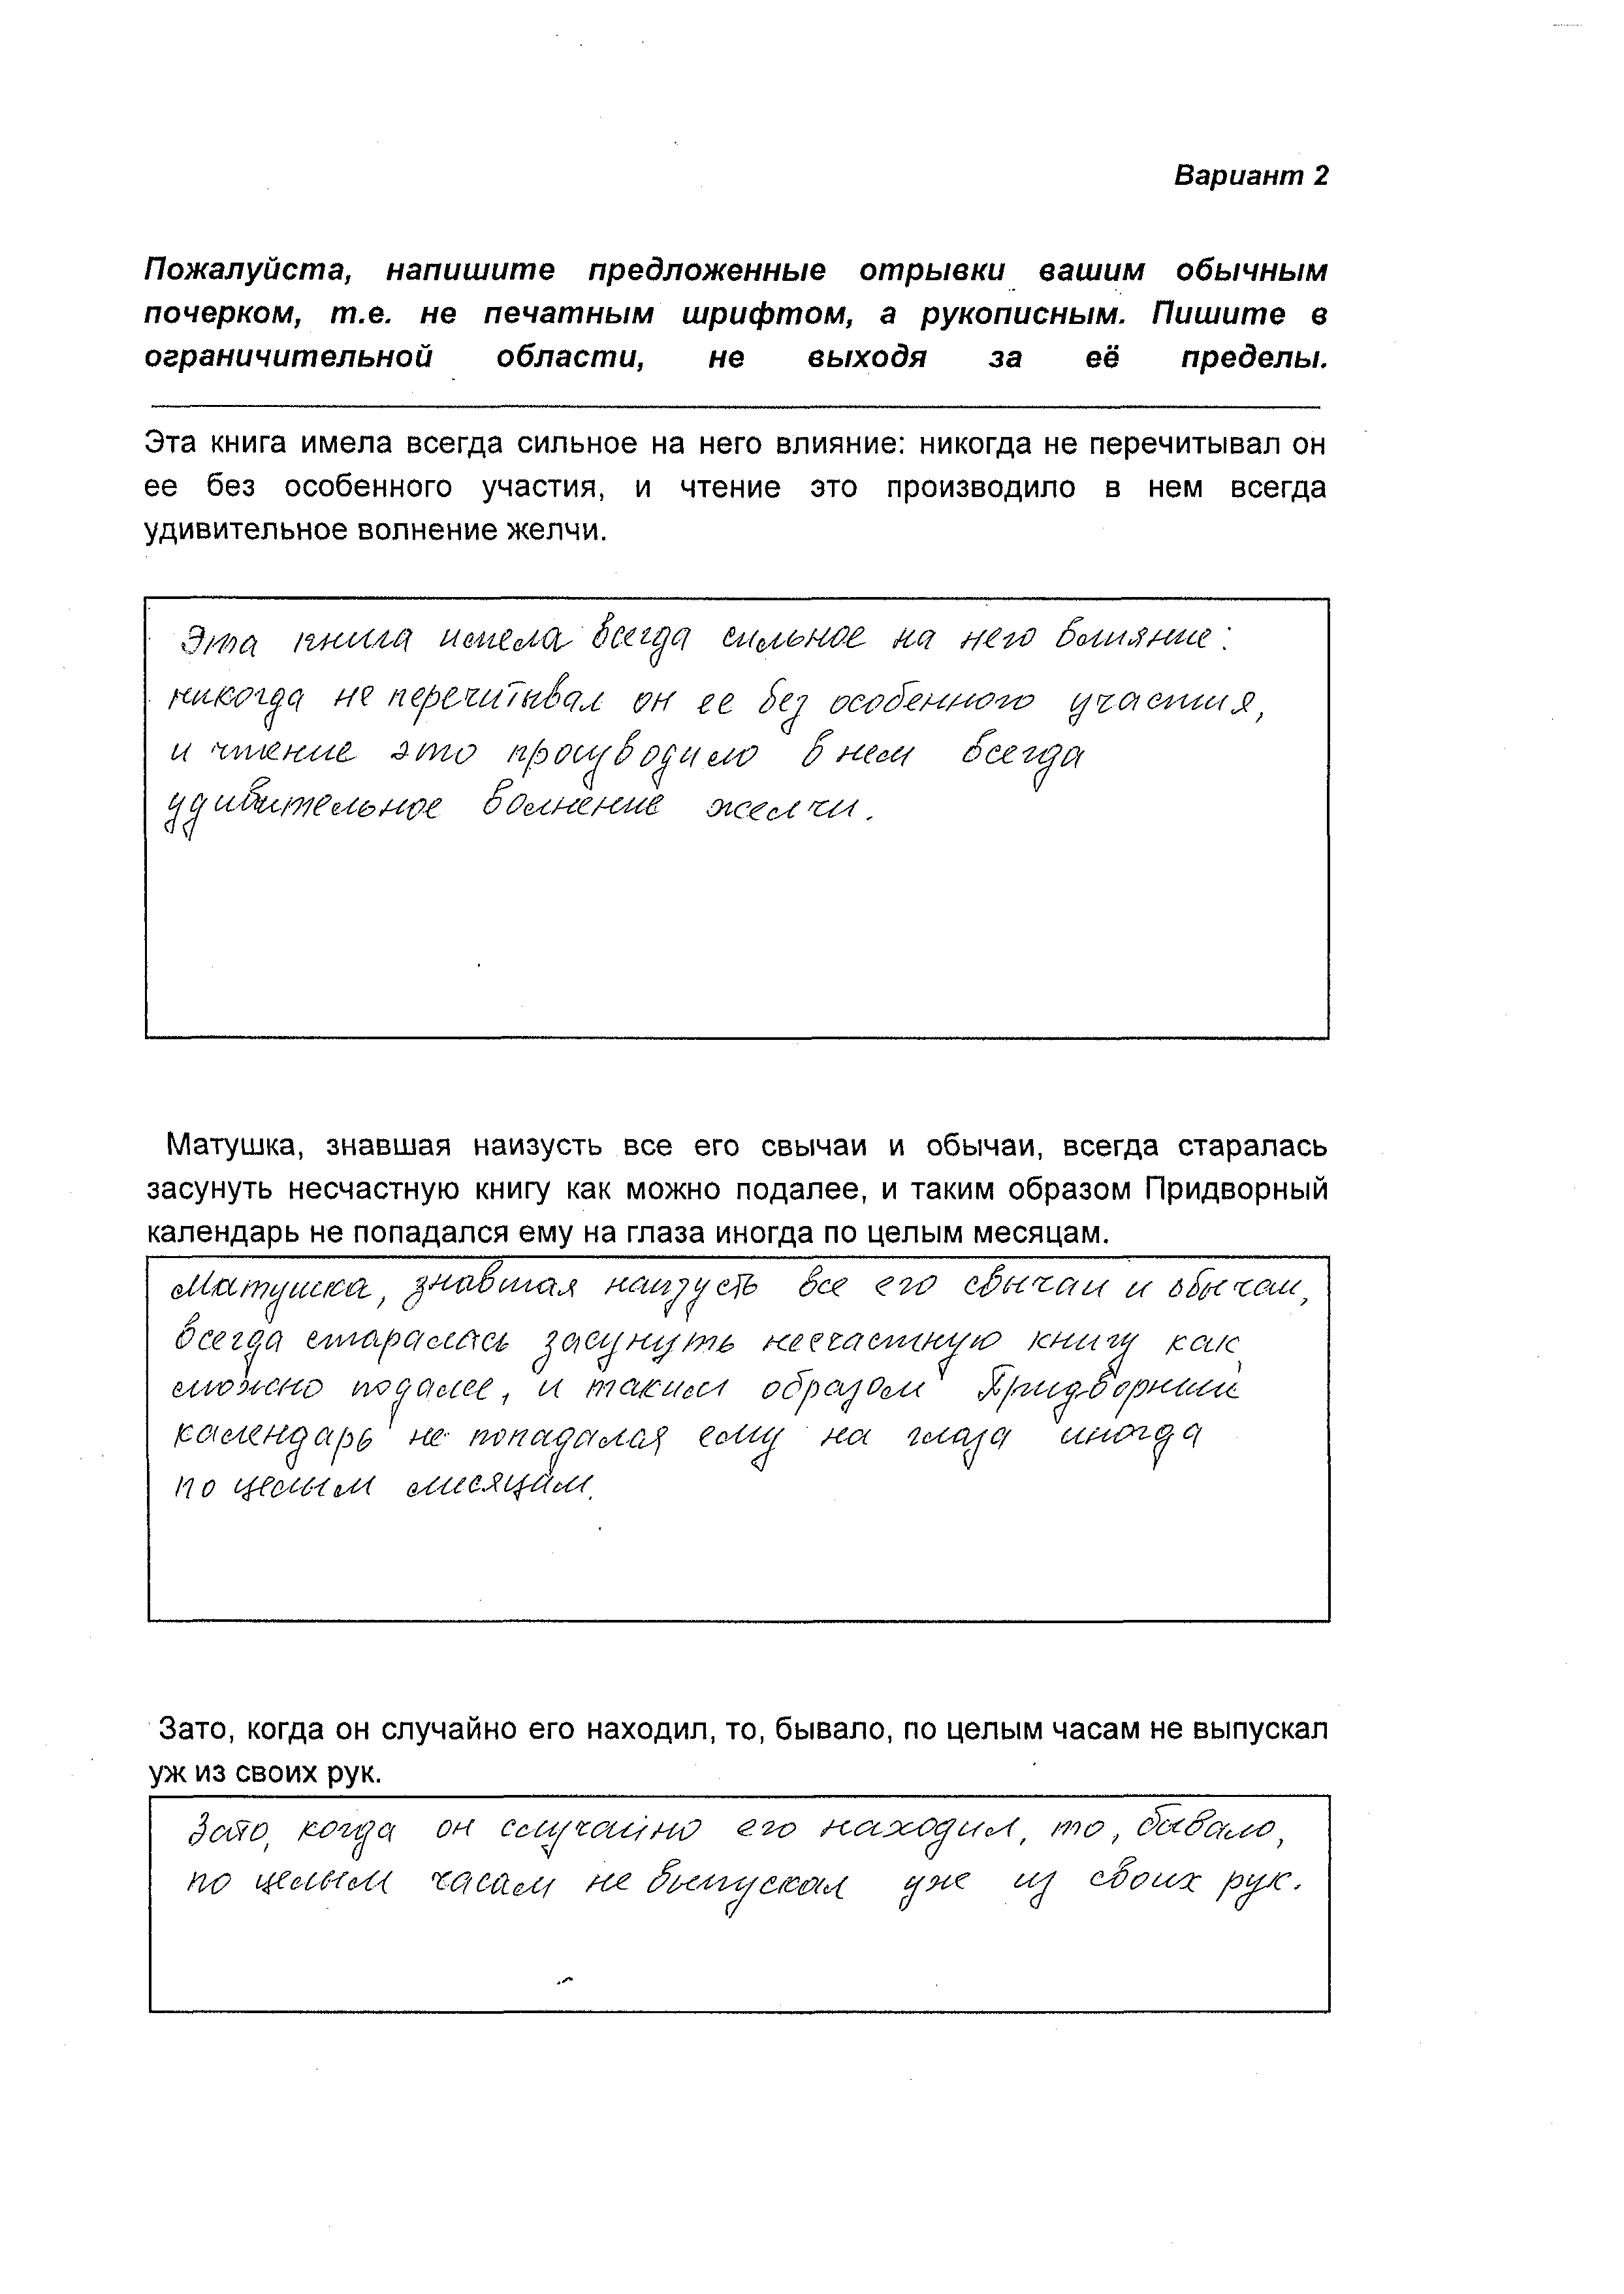 Вариант 2
Пожалуйста, напишите предложенные отрывки вашим обычным
почерком, т.е. не печатным шрифтом, а рукописным. Пишите в
ограничительной области, не выходя за её пределы.
Эта книга имела всегда сильное на него влияние: никогда не перечитывал он
ее без особенного участия, и чтение это производило в нем всегда
удивительное волнение желчи.
Эта книга имела всегда сильное на него влияние:
никогда не перечитывал он ее без особенного участия,
и чтение это производило в нем всегда
удивительное волнение желчи.
Матушка, знавшая наизусть все его свычаи и обычаи, всегда старалась
засунуть несчастную книгу как можно подалее, и таким образом Придворный
календарь не попадался ему на глаза иногда по целым месяцам.
Матушка, знавшая наизусть все его свычаи и обычаи,
всегда старалась засунуть несчастную книгу как
можно подалее, и таким образом Придворный
календарь не попадался ему на глаза иногда
по целым месяцам.
Зато, когда он случайно его находил, то, бывало, по целым часам не выпускал
уж из своих рук.
Зато, когда он случайно его находил, то, бывало,
по целым часам не выпускал уже из своих рук.